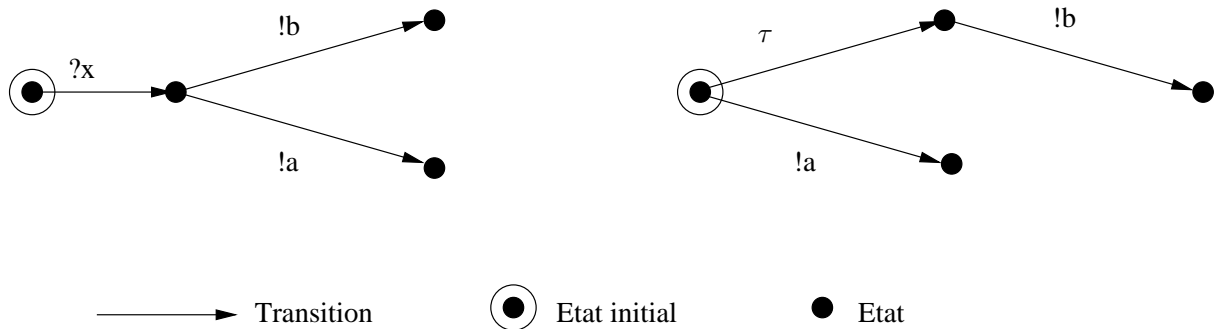 ?x
!b
!a
τ
!b
!a
Transition
Etat initial
Etat